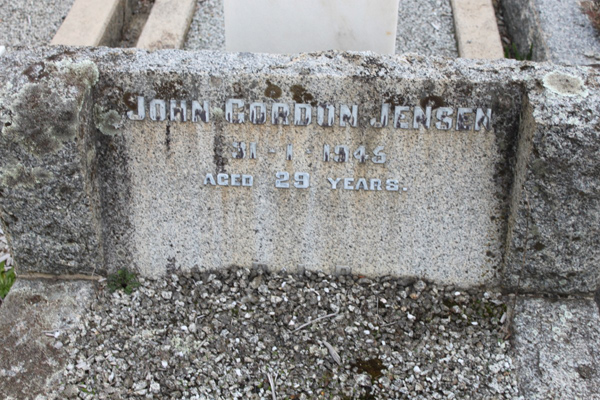 JOHN GORDON JENSEN
31 - 1 - 1945
AGED 29 YEARS.